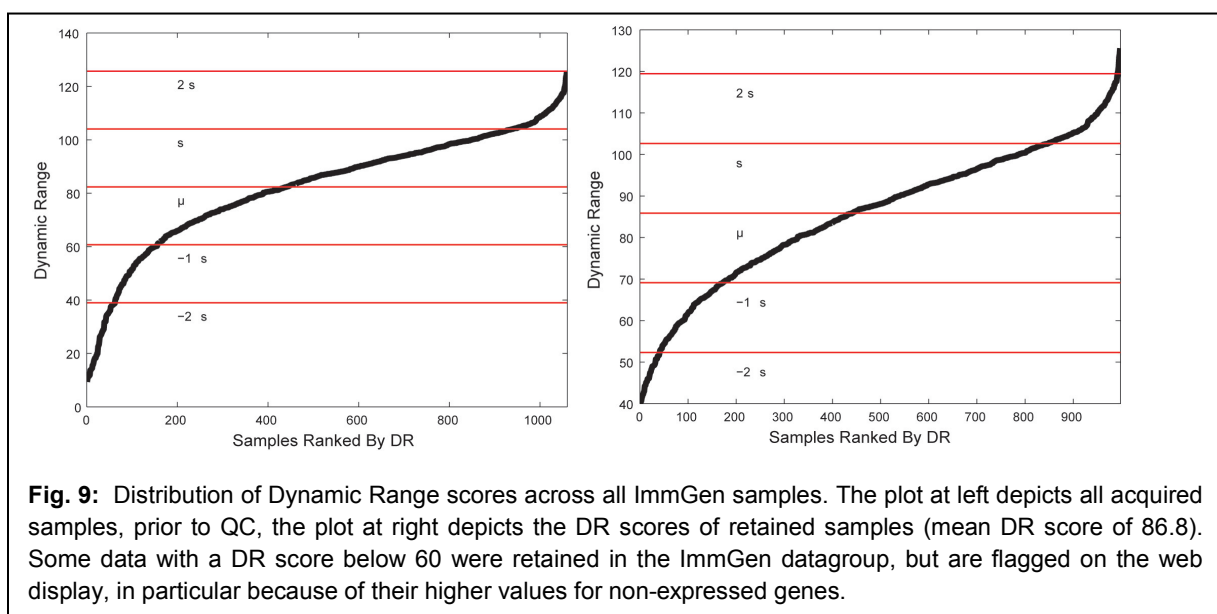 140
120
100
80
60
40
20
0
Dynamic Range
2 s
s
µ
−1 s
−2 s
0 200 400 600 800 1000
Samples Ranked By DR
130
120
110
100
90
80
70
60
50
40
Dynamic Range
2 s
s
µ
−1 s
−2 s
0 100 200 300 400 500 600 700 800 900
Samples Ranked By DR
Fig. 9: Distribution of Dynamic Range scores across all ImmGen samples. The plot at left depicts all acquired
samples, prior to QC, the plot at right depicts the DR scores of retained samples (mean DR score of 86.8).
Some data with a DR score below 60 were retained in the ImmGen datagroup, but are flagged on the web
display, in particular because of their higher values for non-expressed genes.